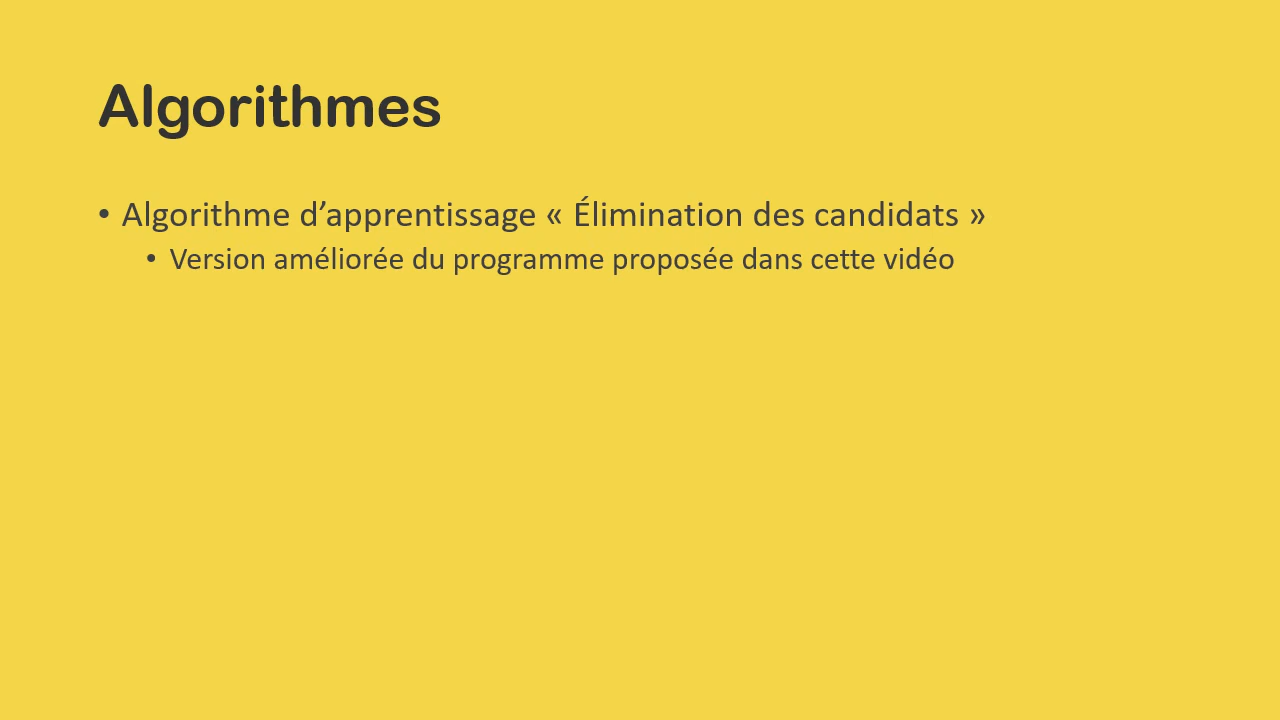 Algorithmes
• Algorithme d’apprentissage « Élimination des candidats »
• Version améliorée du programme proposée dans cette vidéo